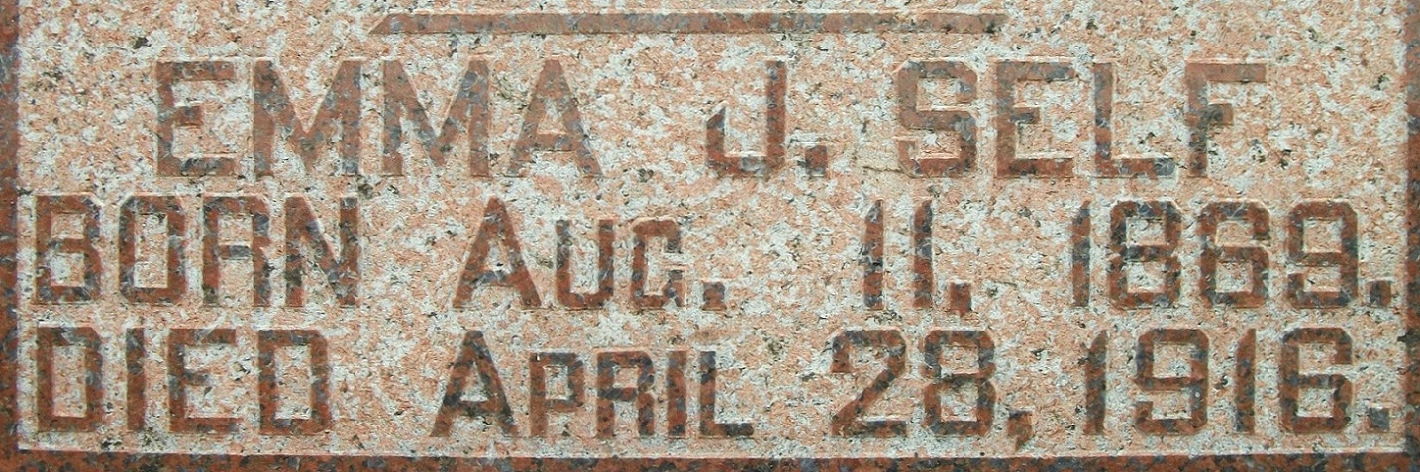 EMMA J. SELF
BORN AUG. 11, 1869.
DIED APRIL 28, 1916.